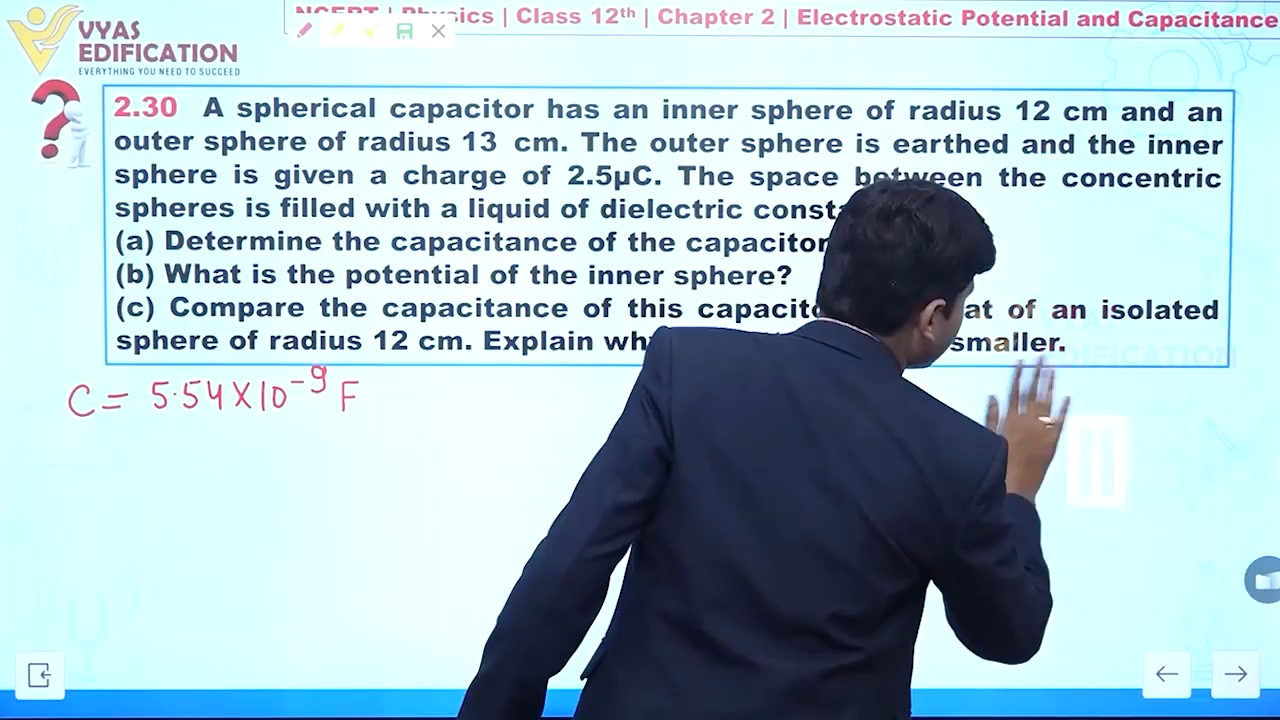 NCERT | Physics | Class 12th | Chapter 2 | Electrostatic Potential and Capacitance
VYAS
EDIFICATION
EVERYTHING YOU NEED TO SUCCEED
2.30 A spherical capacitor has an inner sphere of radius 12 cm and an
outer sphere of radius 13 cm. The outer sphere is earthed and the inner
sphere is given a charge of 2.5μC. The space between the concentric
spheres is filled with a liquid of dielectric
(a) Determine the capacitance of the capacitor
(b) What is the potential of the inner sphere?
(c) Compare the capacitance of this of an isolated
sphere of radius 12 cm. Explain smaller.
EDIFICATION
C = 5.54×10⁻⁹ F